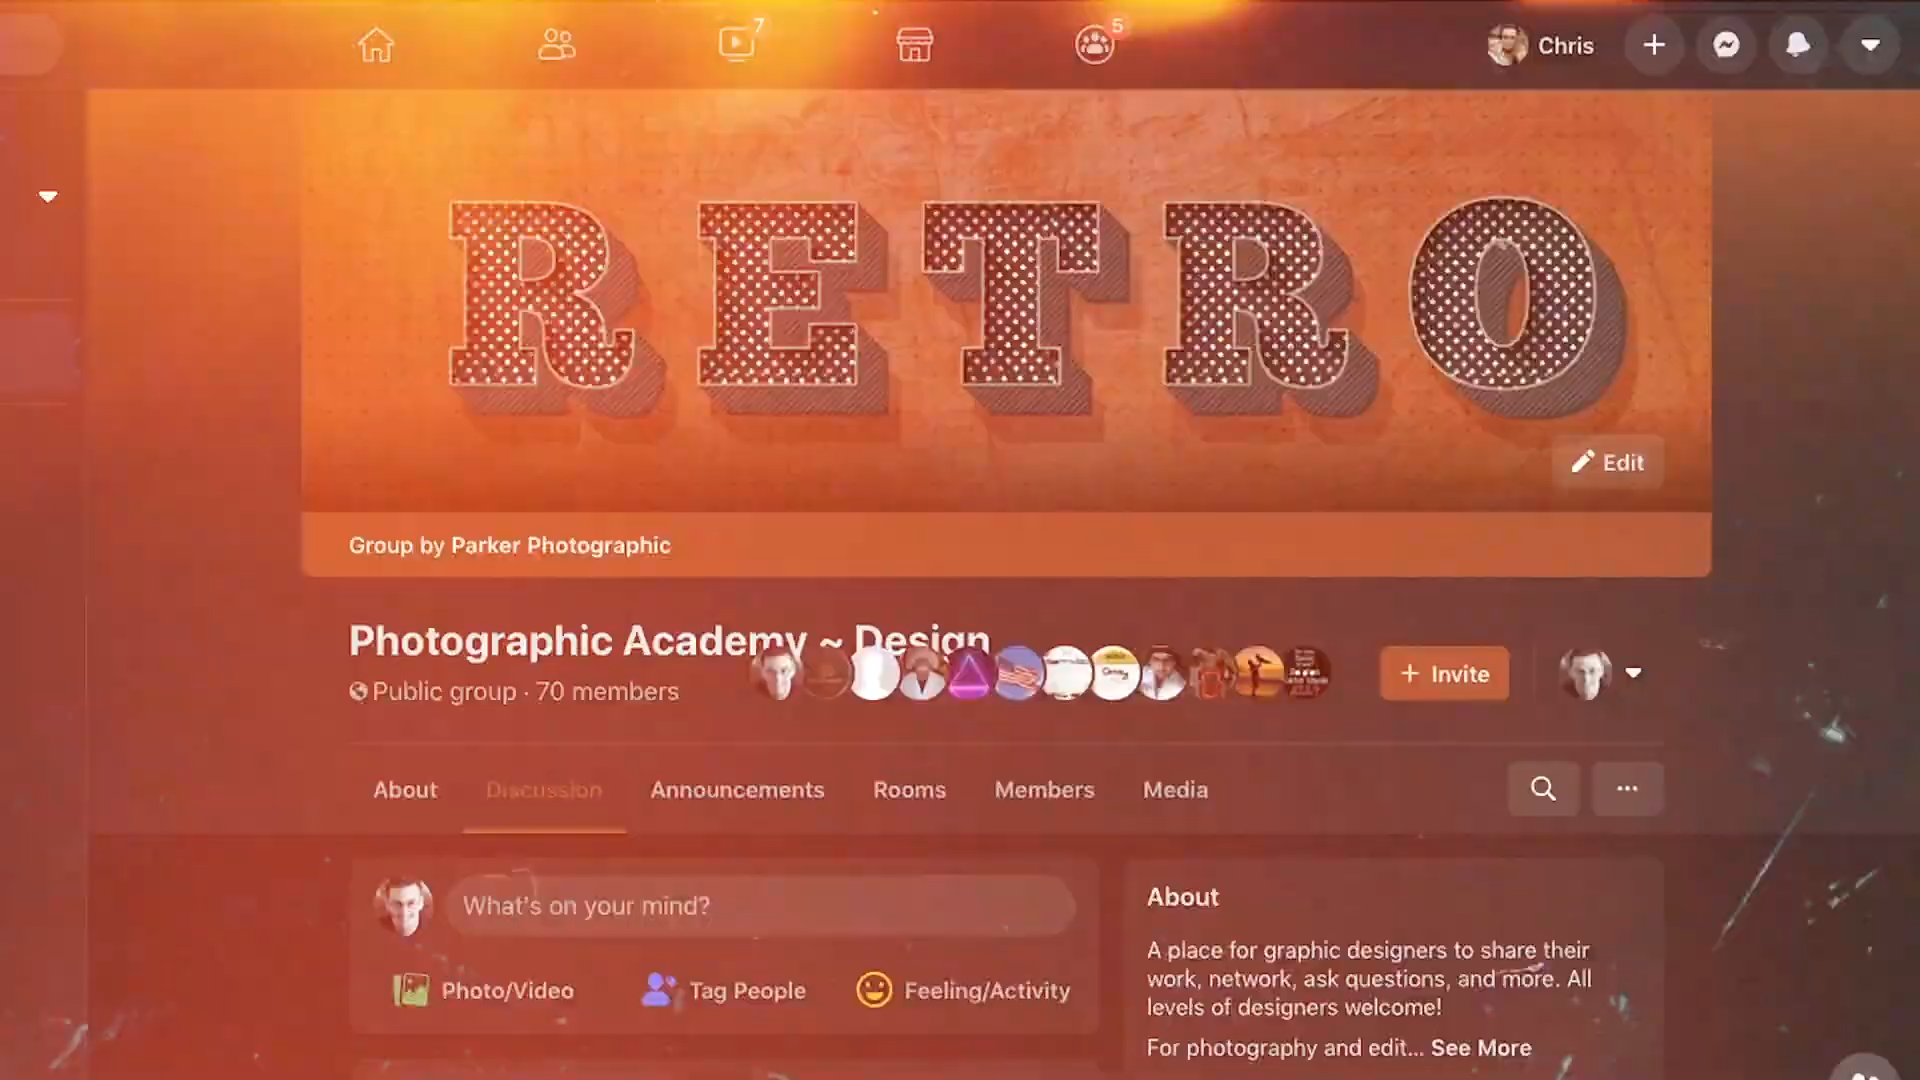 7
5
Chris
RETRO
Edit
Group by Parker Photographic
Photographic Academy ~ Design
Public group · 70 members
+ Invite
About
Discussion
Announcements
Rooms
Members
Media
What's on your mind?
Photo/Video
Tag People
Feeling/Activity
About
A place for graphic designers to share their
work, network, ask questions, and more. All
levels of designers welcome!
For photography and edit... See More